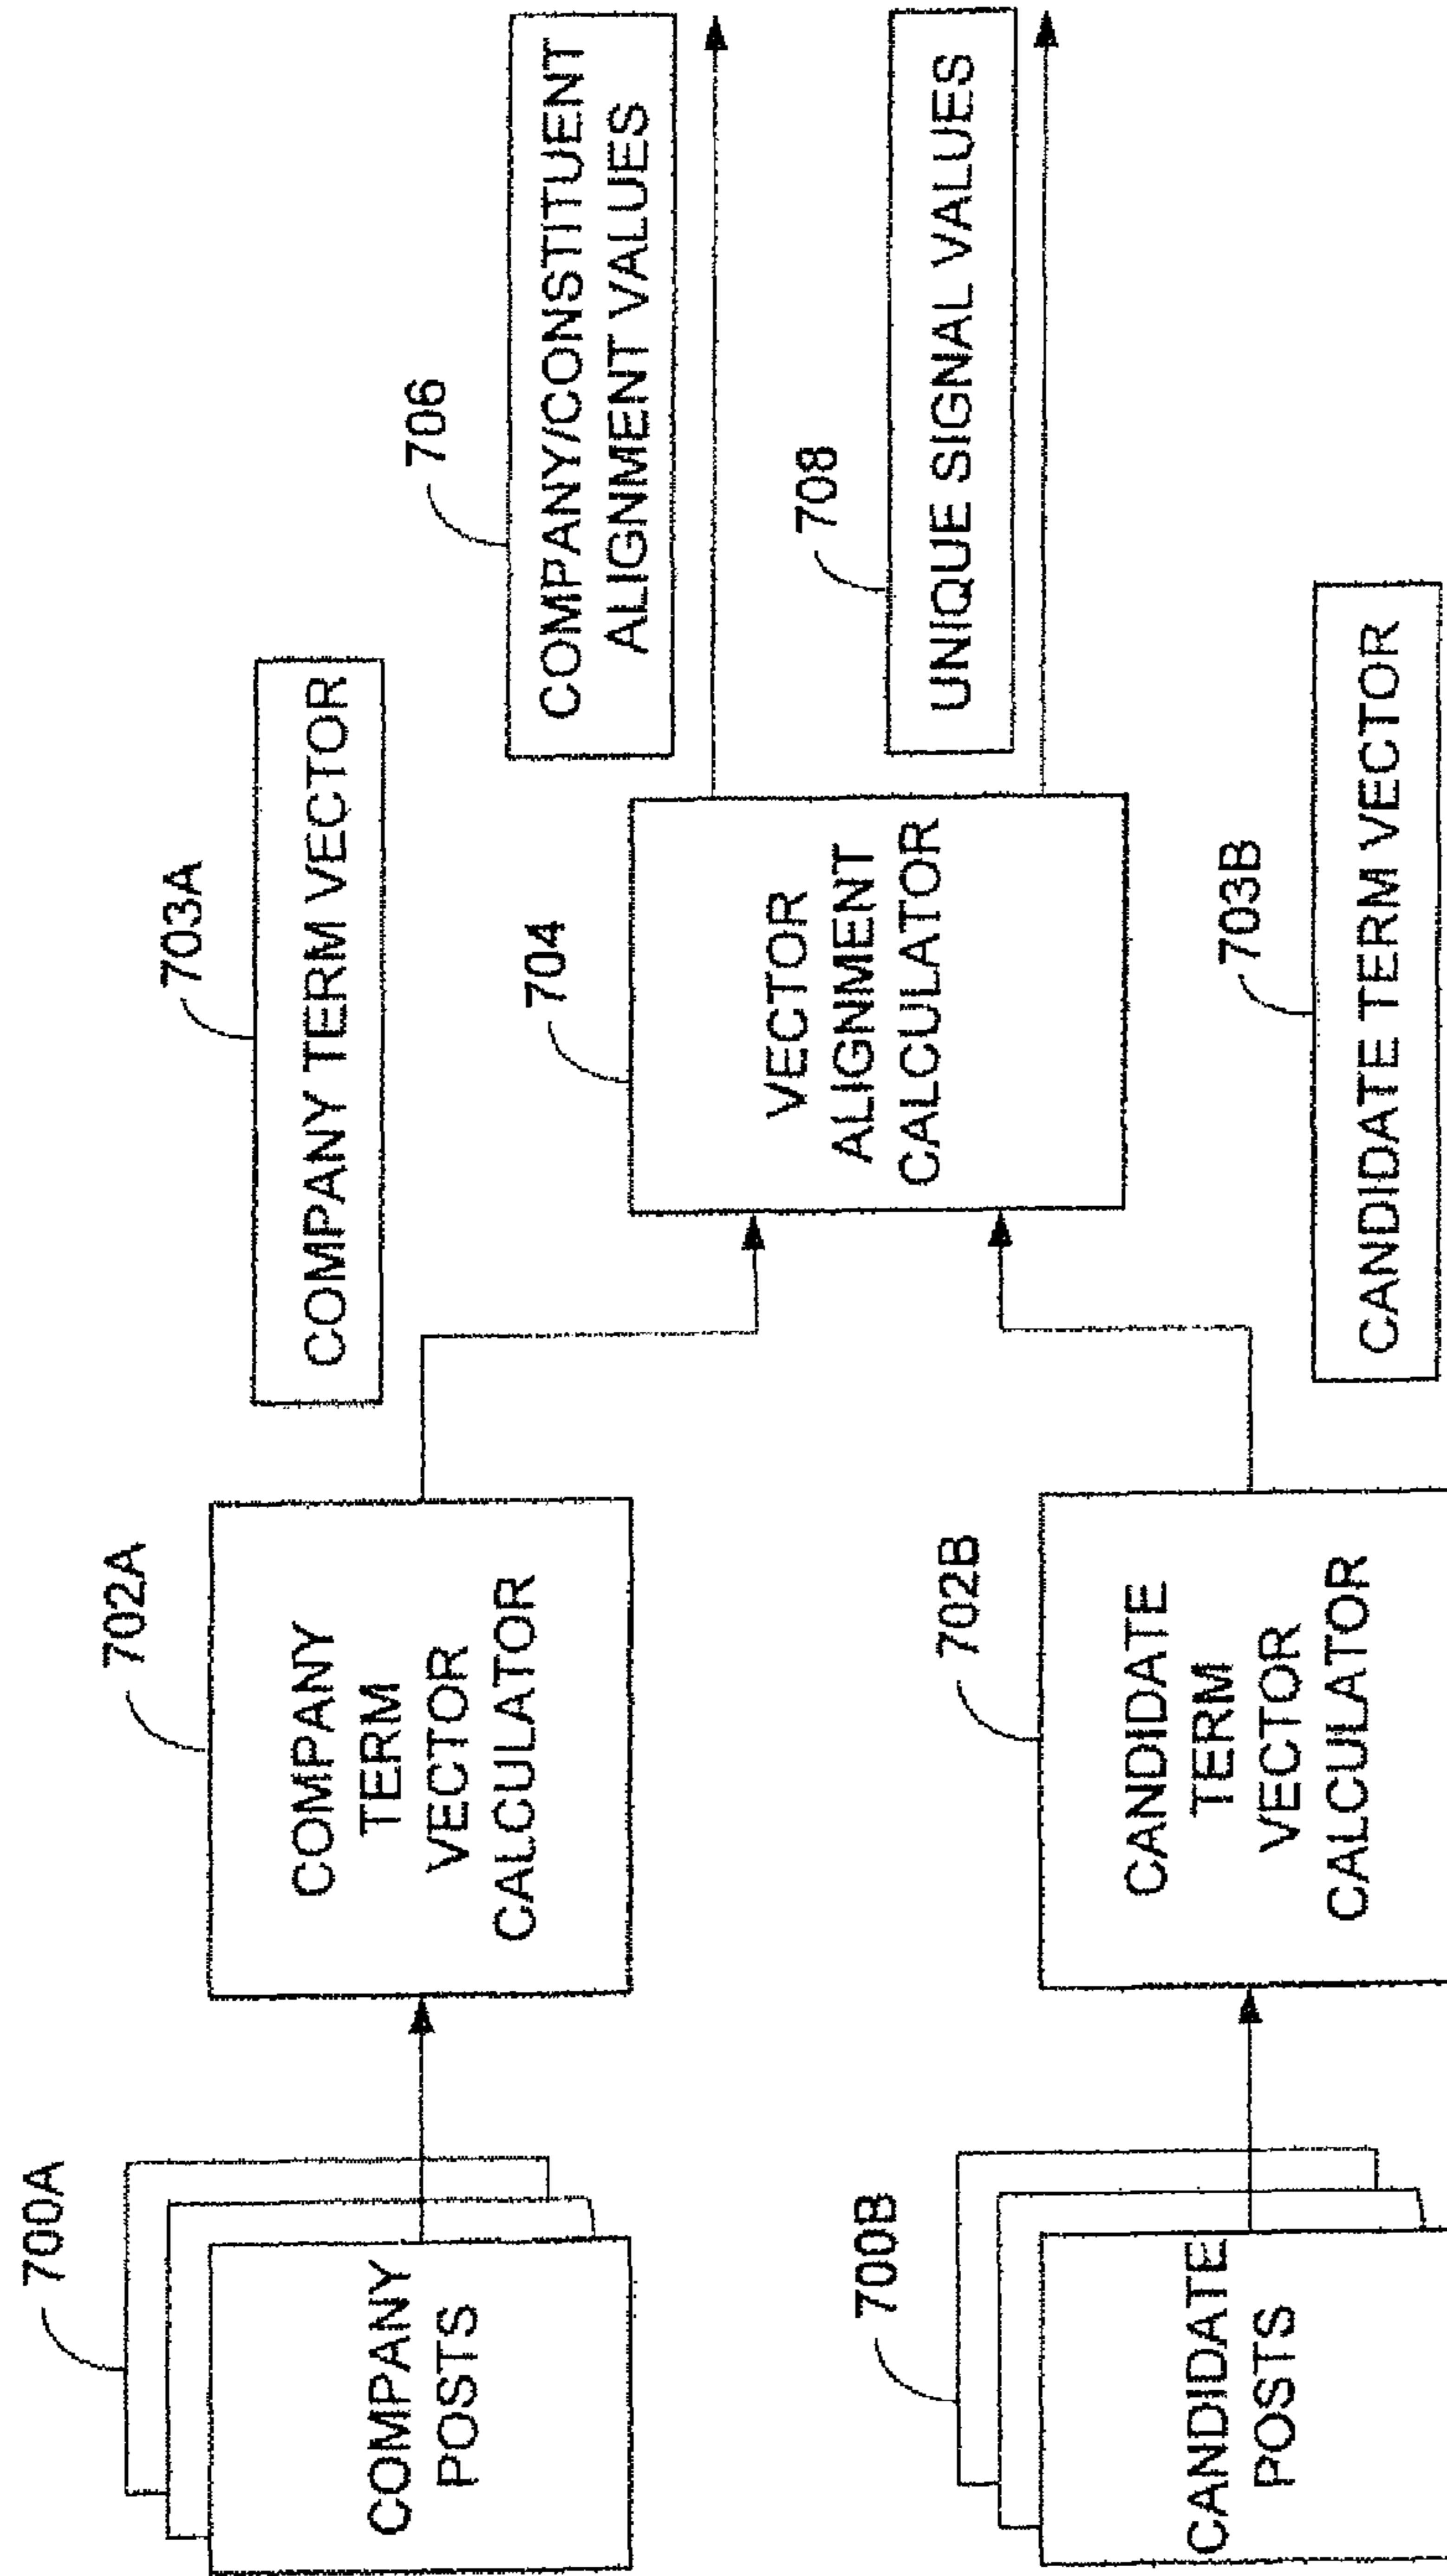 700A
COMPANY
POSTS
702A
COMPANY
TERM
VECTOR
CALCULATOR
703A
COMPANY TERM VECTOR
704
VECTOR
ALIGNMENT
CALCULATOR
706
COMPANY/CONSTITUENT
ALIGNMENT VALUES
708
UNIQUE SIGNAL VALUES
700B
CANDIDATE
POSTS
702B
CANDIDATE
TERM
VECTOR
CALCULATOR
703B
CANDIDATE TERM VECTOR